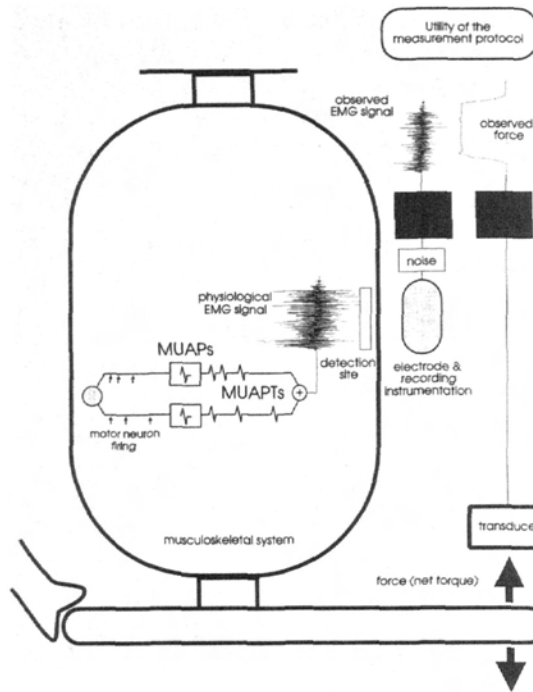 Utility of the
measurement protocol
observed
EMG signal
observed
force
noise
physiological
EMG signal
detection
site
electrode &
recording
instrumentation
MUAPs
MUAPTs
+
motor neuron
firing
musculoskeletal system
transduce
force (net torque)